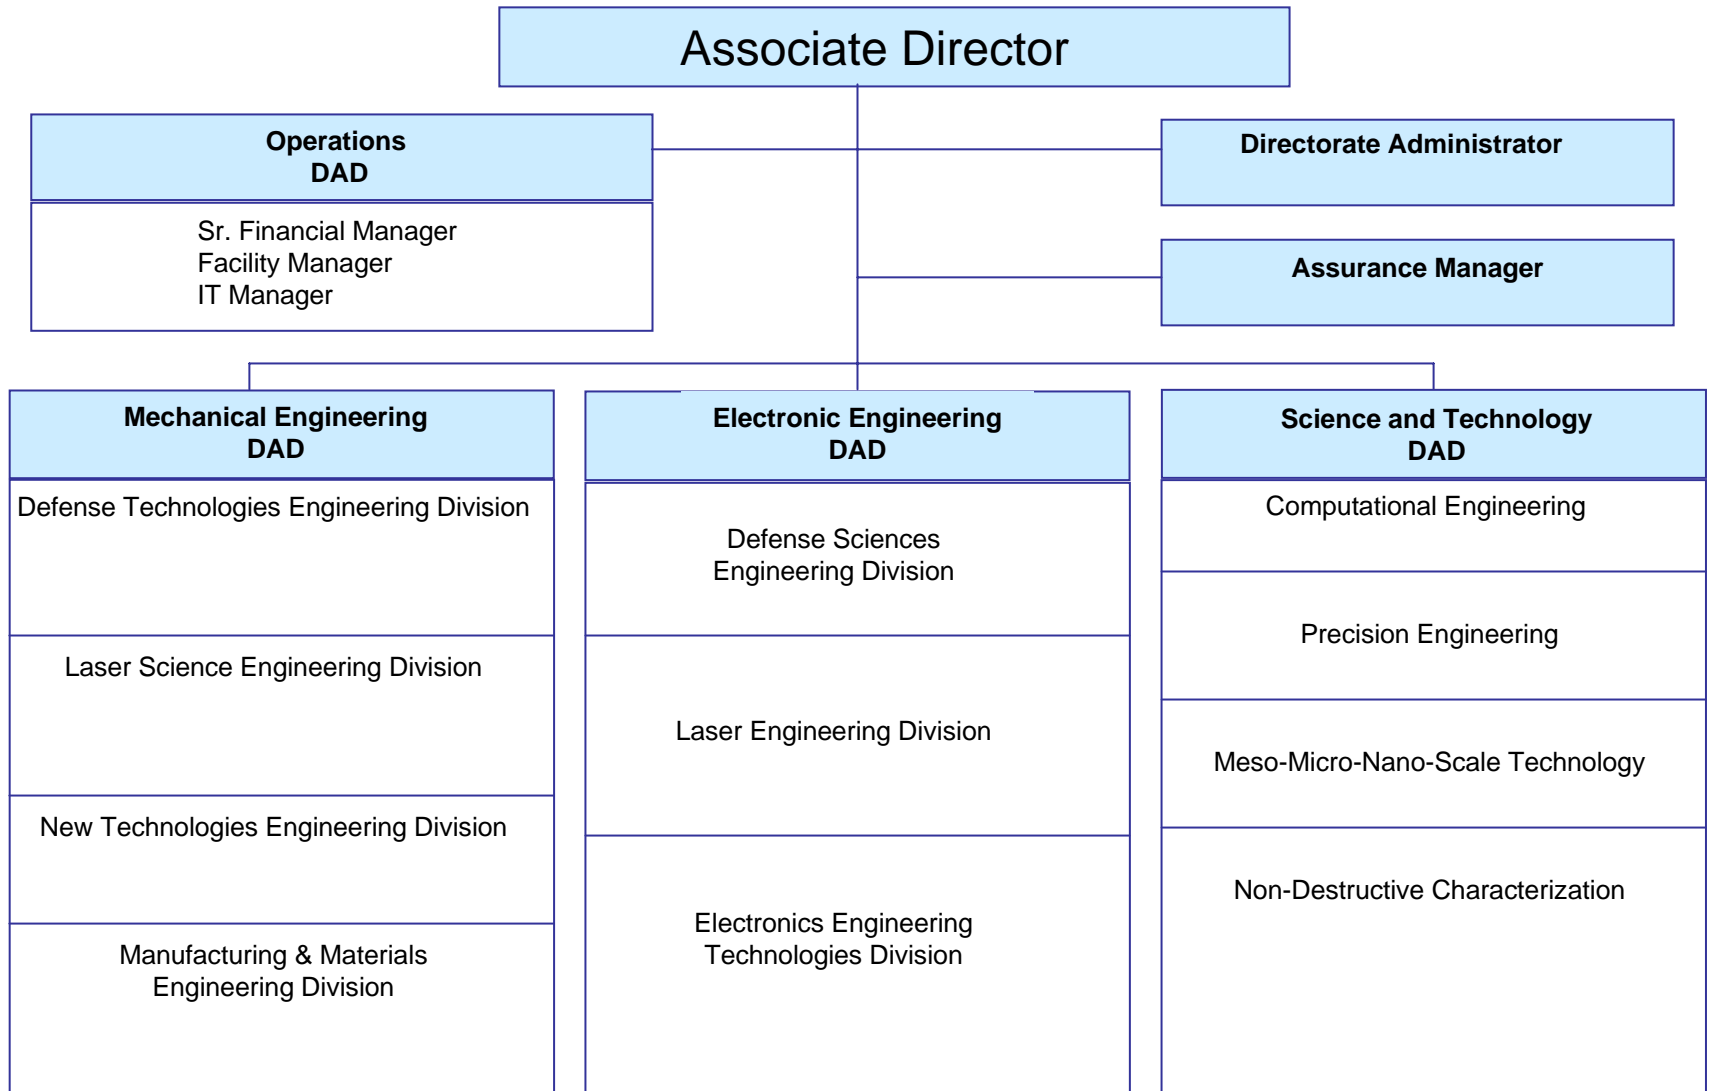 Associate Director
Operations
DAD
Sr. Financial Manager
Facility Manager
IT Manager
Directorate Administrator
Assurance Manager
Mechanical Engineering
DAD
Defense Technologies Engineering Division
Laser Science Engineering Division
New Technologies Engineering Division
Manufacturing & Materials
Engineering Division
Electronic Engineering
DAD
Defense Sciences
Engineering Division
Laser Engineering Division
Electronics Engineering
Technologies Division
Science and Technology
DAD
Computational Engineering
Precision Engineering
Meso-Micro-Nano-Scale Technology
Non-Destructive Characterization